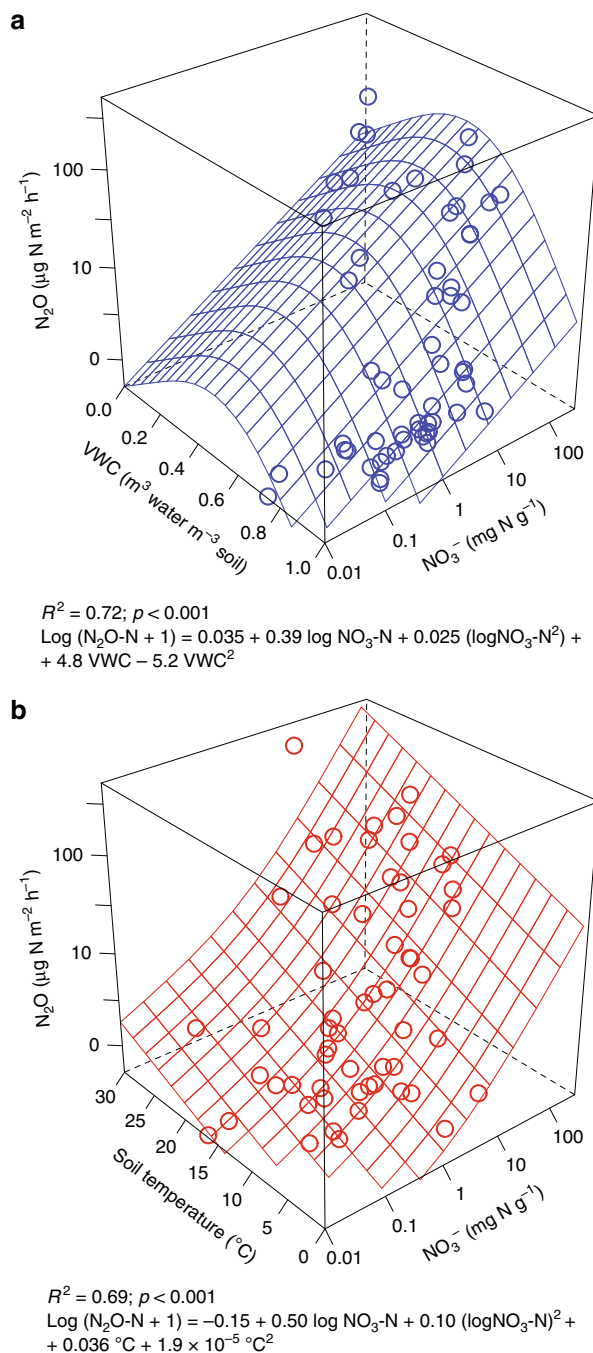 a
N₂O (µg N m⁻² h⁻¹)
100
10
0
0.0
0.2
0.4
0.6
0.8
1.0
VWC (m³ water m⁻³ soil)
0.01
0.1
1
10
100
NO₃⁻ (mg N g⁻¹)
R² = 0.72; p < 0.001
Log (N₂O-N + 1) = 0.035 + 0.39 log NO₃-N + 0.025 (logNO₃-N²) +
+ 4.8 VWC – 5.2 VWC²
b
N₂O (µg N m⁻² h⁻¹)
100
10
0
30
25
20
15
10
5
0
Soil temperature (°C)
0.01
0.1
1
10
100
NO₃⁻ (mg N g⁻¹)
R² = 0.69; p < 0.001
Log (N₂O-N + 1) = –0.15 + 0.50 log NO₃-N + 0.10 (logNO₃-N)² +
+ 0.036 °C + 1.9 × 10⁻⁵ °C²